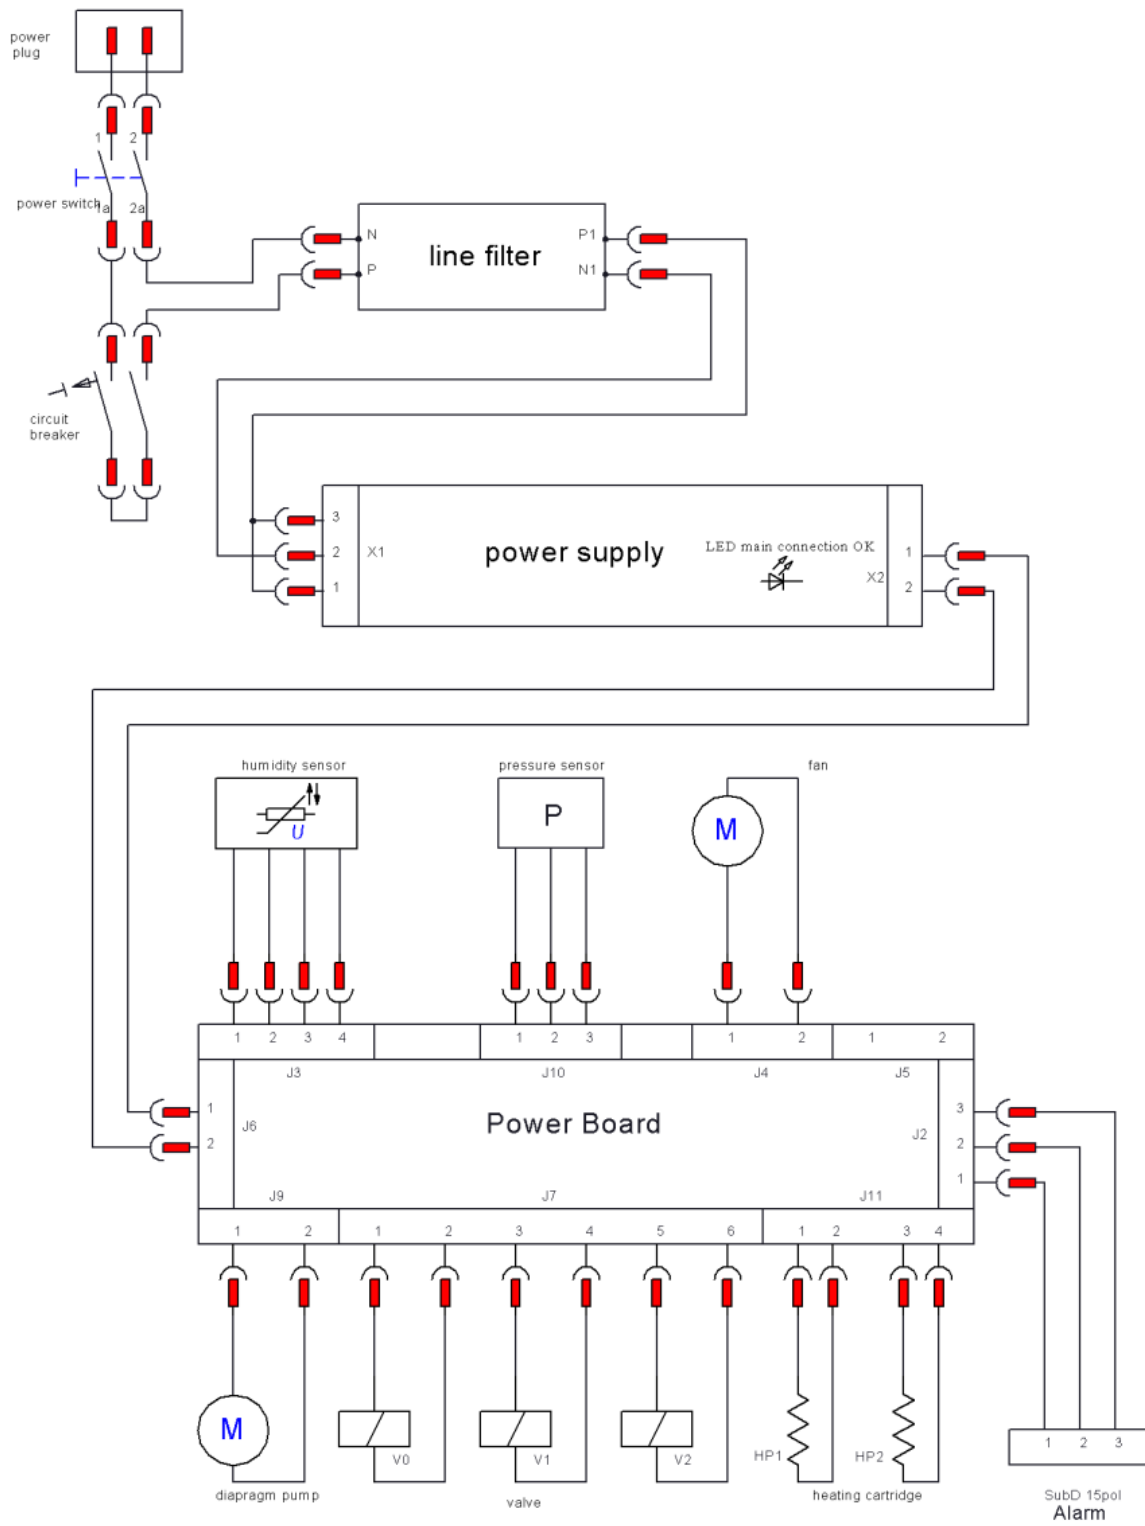 power
plug
1 2
power switch
1a 2a
N line filter P1
P N1
circuit
breaker
3
2 X1 power supply LED main connection OK 1
1 X2 2
humidity sensor pressure sensor fan
U P M
1 2 3 4 1 2 3 1 2 1 2
J3 J10 J4 J5
1 3
J6 Power Board J2
2 2
1
J9 J7 J11
1 2 1 2 3 4 5 6 1 2 3 4
M
V0 V1 V2 HP1 HP2
1 2 3
diapragm pump valve heating cartridge
SubD 15pol
Alarm